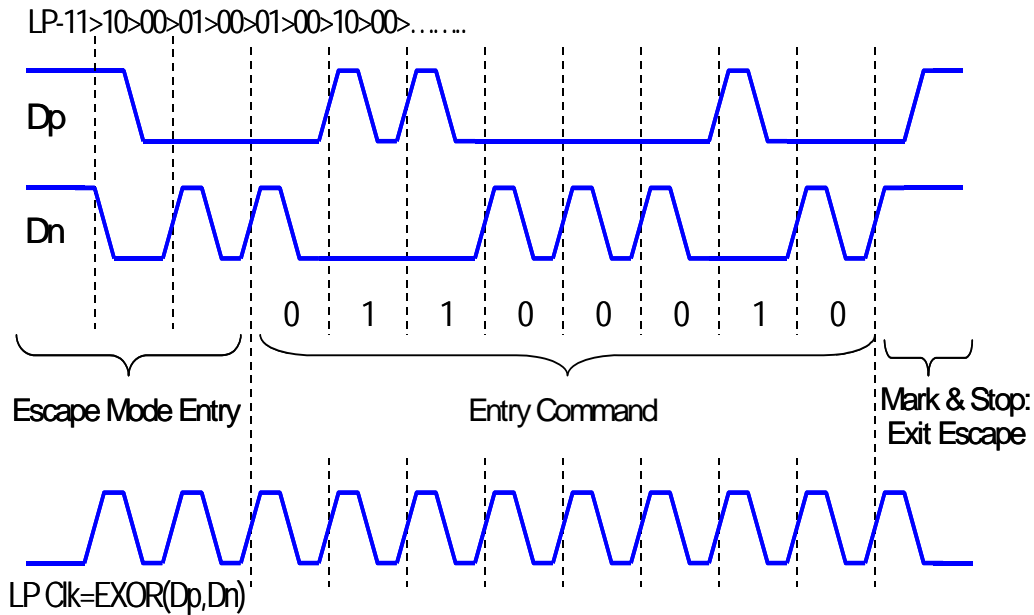 LP-11>10>00>01>00>01>00>10>00>........
Dp
Dn
0 1 1 0 0 0 1 0
Escape Mode Entry
Entry Command
Mark & Stop:
Exit Escape
LP Clk=EXOR(Dp,Dn)